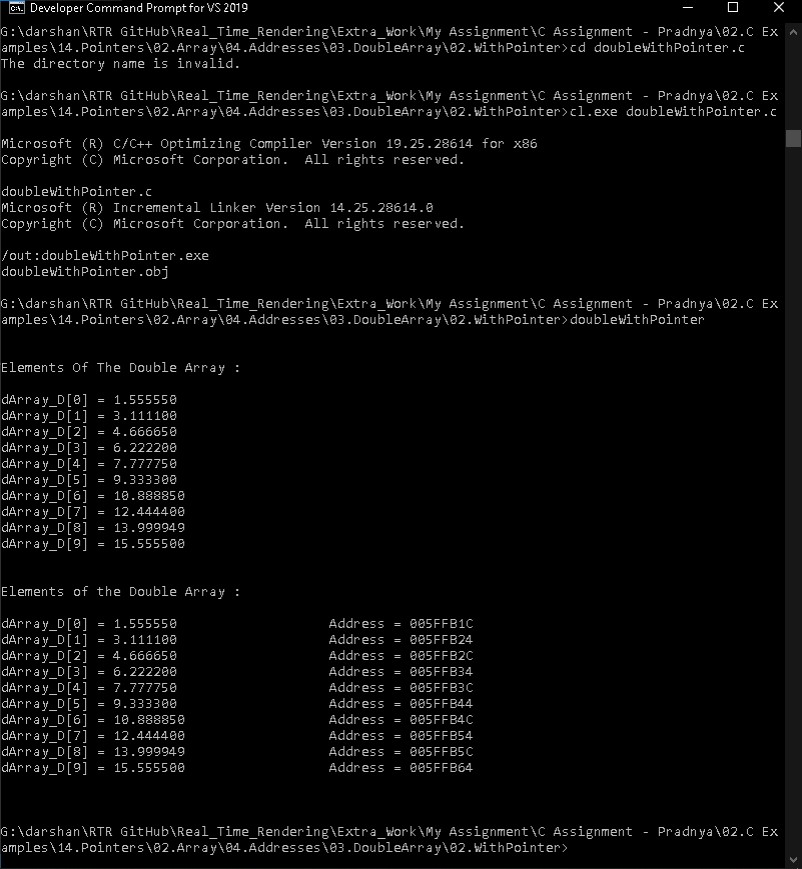 Developer Command Prompt for VS 2019
G:\darshan\RTR GitHub\Real_Time_Rendering\Extra_Work\My Assignment\C Assignment - Pradnya\02.C Ex
amples\14.Pointers\02.Array\04.Addresses\03.DoubleArray\02.WithPointer>cd doubleWithPointer.c
The directory name is invalid.
G:\darshan\RTR GitHub\Real_Time_Rendering\Extra_Work\My Assignment\C Assignment - Pradnya\02.C Ex
amples\14.Pointers\02.Array\04.Addresses\03.DoubleArray\02.WithPointer>cl.exe doubleWithPointer.c
Microsoft (R) C/C++ Optimizing Compiler Version 19.25.28614 for x86
Copyright (C) Microsoft Corporation.  All rights reserved.
doubleWithPointer.c
Microsoft (R) Incremental Linker Version 14.25.28614.0
Copyright (C) Microsoft Corporation.  All rights reserved.
/out:doubleWithPointer.exe
doubleWithPointer.obj
G:\darshan\RTR GitHub\Real_Time_Rendering\Extra_Work\My Assignment\C Assignment - Pradnya\02.C Ex
amples\14.Pointers\02.Array\04.Addresses\03.DoubleArray\02.WithPointer>doubleWithPointer
Elements Of The Double Array :
dArray_D[0] = 1.555550
dArray_D[1] = 3.111100
dArray_D[2] = 4.666650
dArray_D[3] = 6.222200
dArray_D[4] = 7.777750
dArray_D[5] = 9.333300
dArray_D[6] = 10.888850
dArray_D[7] = 12.444400
dArray_D[8] = 13.999949
dArray_D[9] = 15.555500
Elements of the Double Array :
dArray_D[0] = 1.555550 Address = 005FFB1C
dArray_D[1] = 3.111100 Address = 005FFB24
dArray_D[2] = 4.666650 Address = 005FFB2C
dArray_D[3] = 6.222200 Address = 005FFB34
dArray_D[4] = 7.777750 Address = 005FFB3C
dArray_D[5] = 9.333300 Address = 005FFB44
dArray_D[6] = 10.888850 Address = 005FFB4C
dArray_D[7] = 12.444400 Address = 005FFB54
dArray_D[8] = 13.999949 Address = 005FFB5C
dArray_D[9] = 15.555500 Address = 005FFB64
G:\darshan\RTR GitHub\Real_Time_Rendering\Extra_Work\My Assignment\C Assignment - Pradnya\02.C Ex
amples\14.Pointers\02.Array\04.Addresses\03.DoubleArray\02.WithPointer>